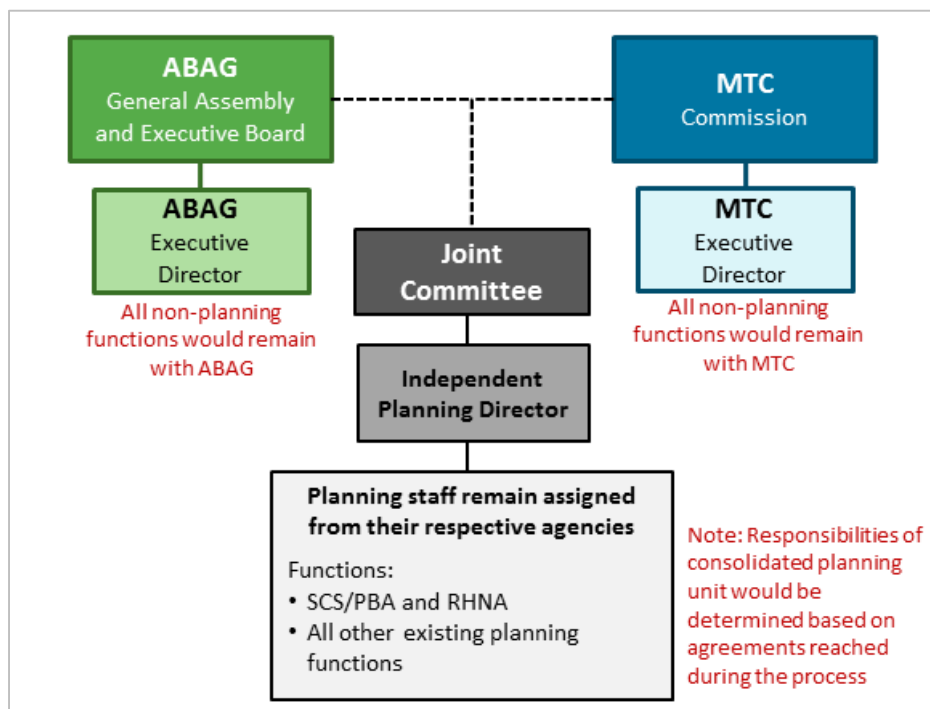 ABAG
General Assembly
and Executive Board
MTC
Commission
ABAG
Executive
Director
MTC
Executive
Director
All non-planning
functions would remain
with ABAG
Joint
Committee
All non-planning
functions would remain
with MTC
Independent
Planning Director
Planning staff remain assigned
from their respective agencies
Functions:
• SCS/PBA and RHNA
• All other existing planning
functions
Note: Responsibilities of
consolidated planning
unit would be
determined based on
agreements reached
during the process